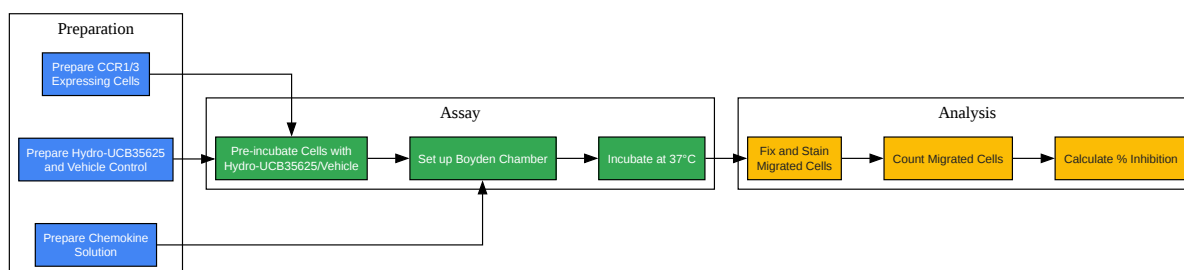 Preparation
Prepare CCR1/3
Expressing Cells
Prepare Hydro-UCB35625
and Vehicle Control
Prepare Chemokine
Solution
Assay
Pre-incubate Cells with
Hydro-UCB35625/Vehicle
Set up Boyden Chamber
Incubate at 37°C
Analysis
Fix and Stain
Migrated Cells
Count Migrated Cells
Calculate % Inhibition